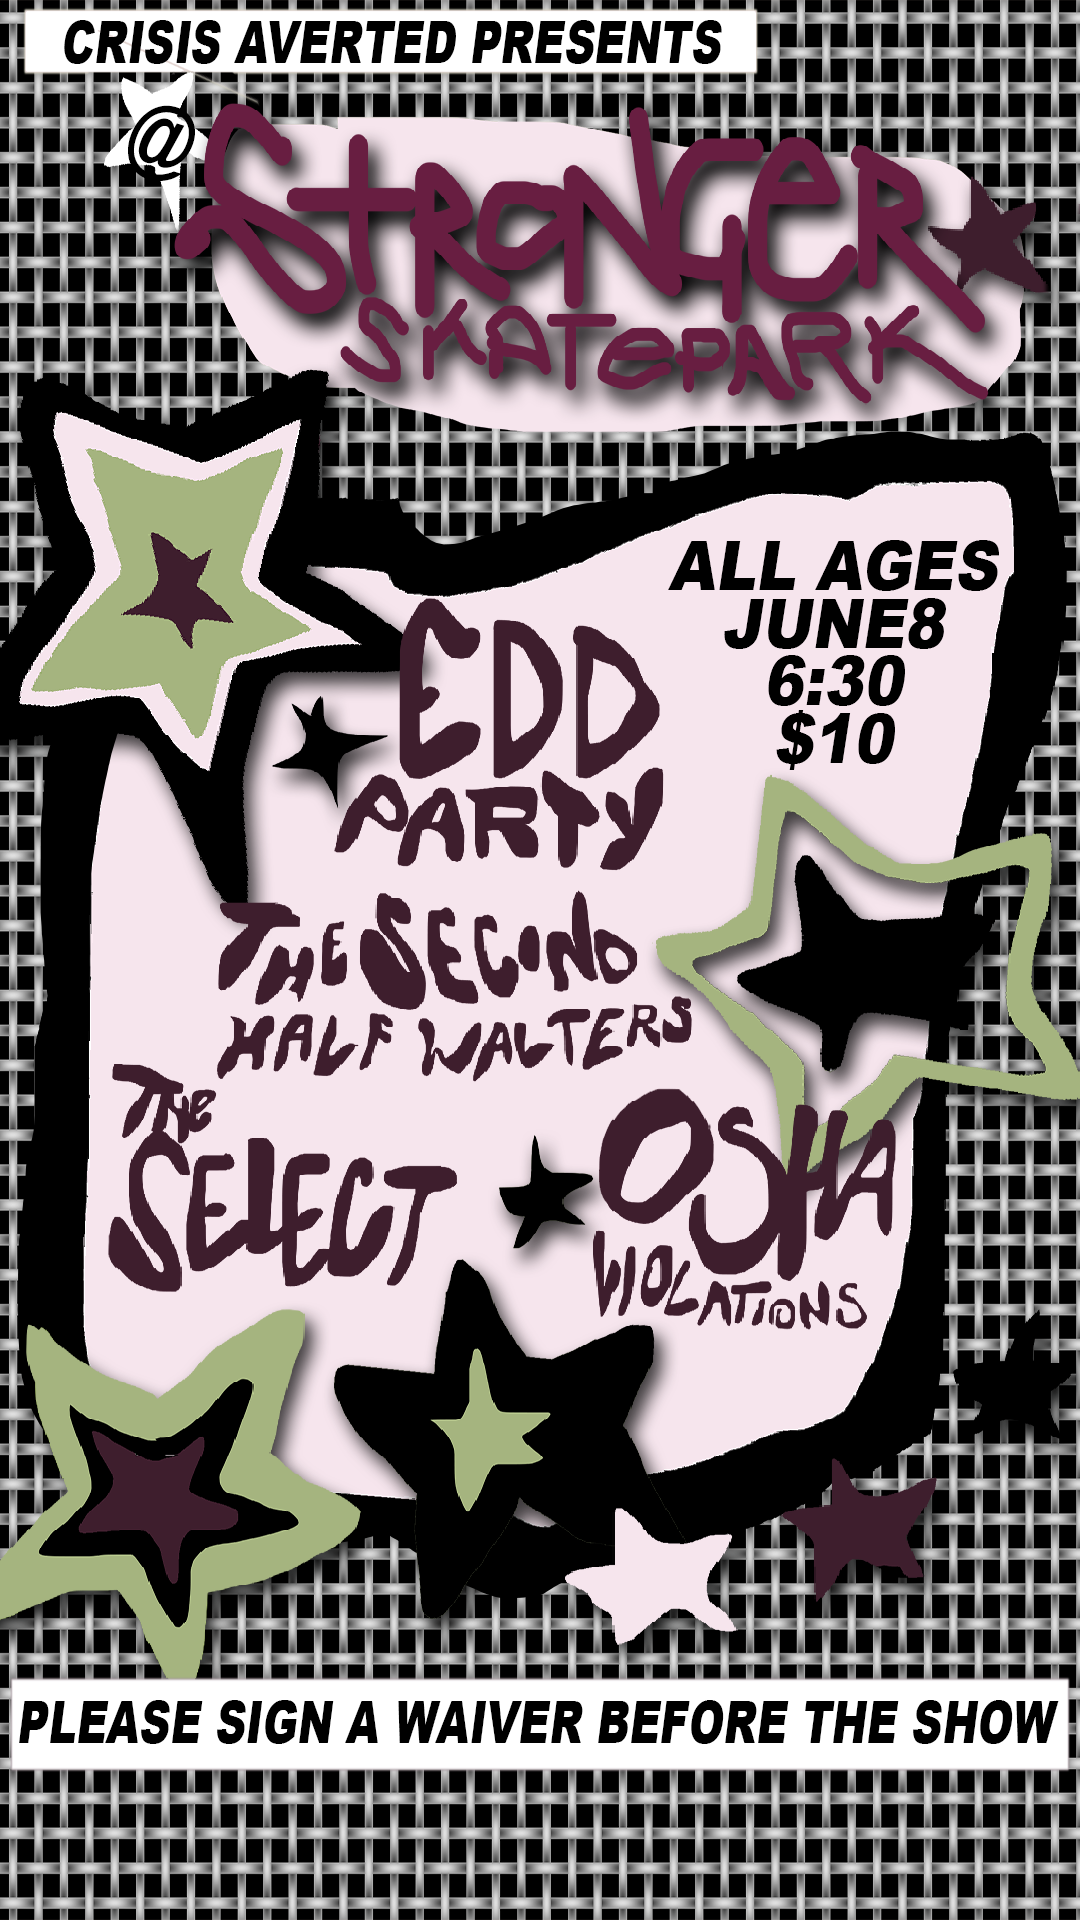 CRISIS AVERTED PRESENTS
@
STRONGER
SKATEPARK
ALL AGES
JUNE8
6:30
$10
EDD
PARTY
THE SECOND
HALF WALTERS
THE
SELECT
OSHA
VIOLATIONS
PLEASE SIGN A WAIVER BEFORE THE SHOW